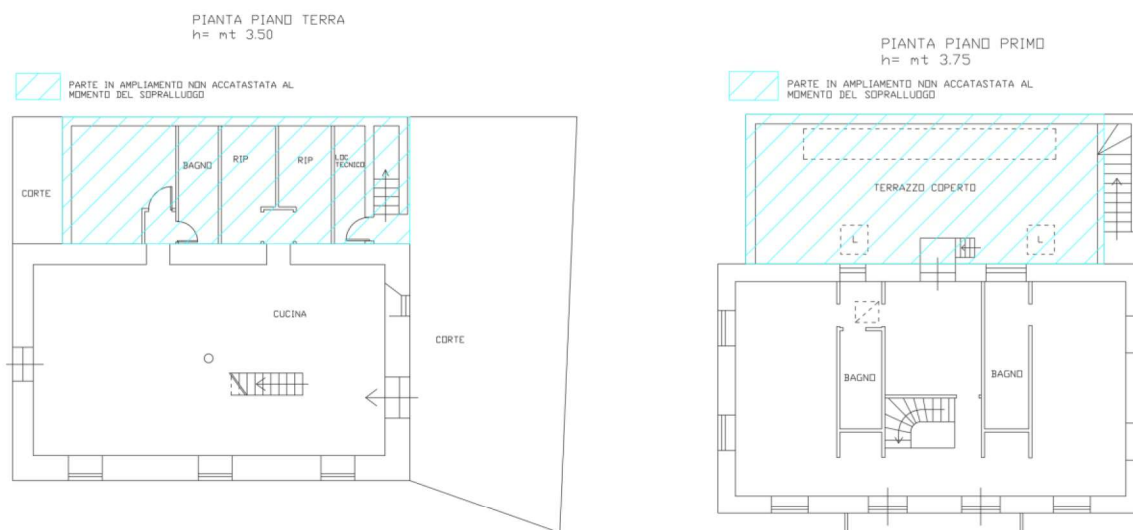 PIANTA PIANO TERRA
h= mt 3.50
PARTE IN AMPLIAMENTO NON ACCATASTATA AL
MOMENTO DEL SOPRALLUOGO
CORTE
BAGNO
RIP
RIP
LOC
TECNICO
CUCINA
CORTE
PIANTA PIANO PRIMO
h= mt 3.75
PARTE IN AMPLIAMENTO NON ACCATASTATA AL
MOMENTO DEL SOPRALLUOGO
TERRAZZO COPERTO
L
L
BAGNO
BAGNO